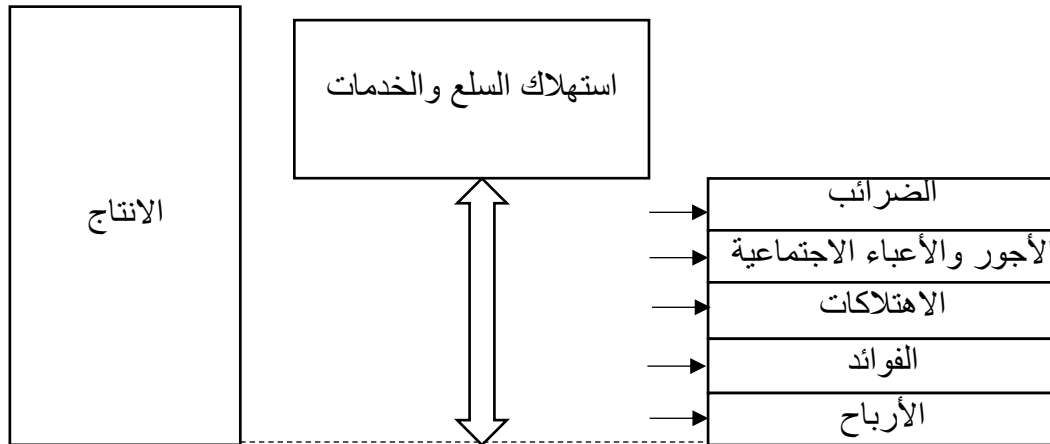 استهلاك السلع والخدمات
الانتاج
الضرائب
الأجور والأعباء الاجتماعية
الاهتلاكات
الفوائد
الأرباح